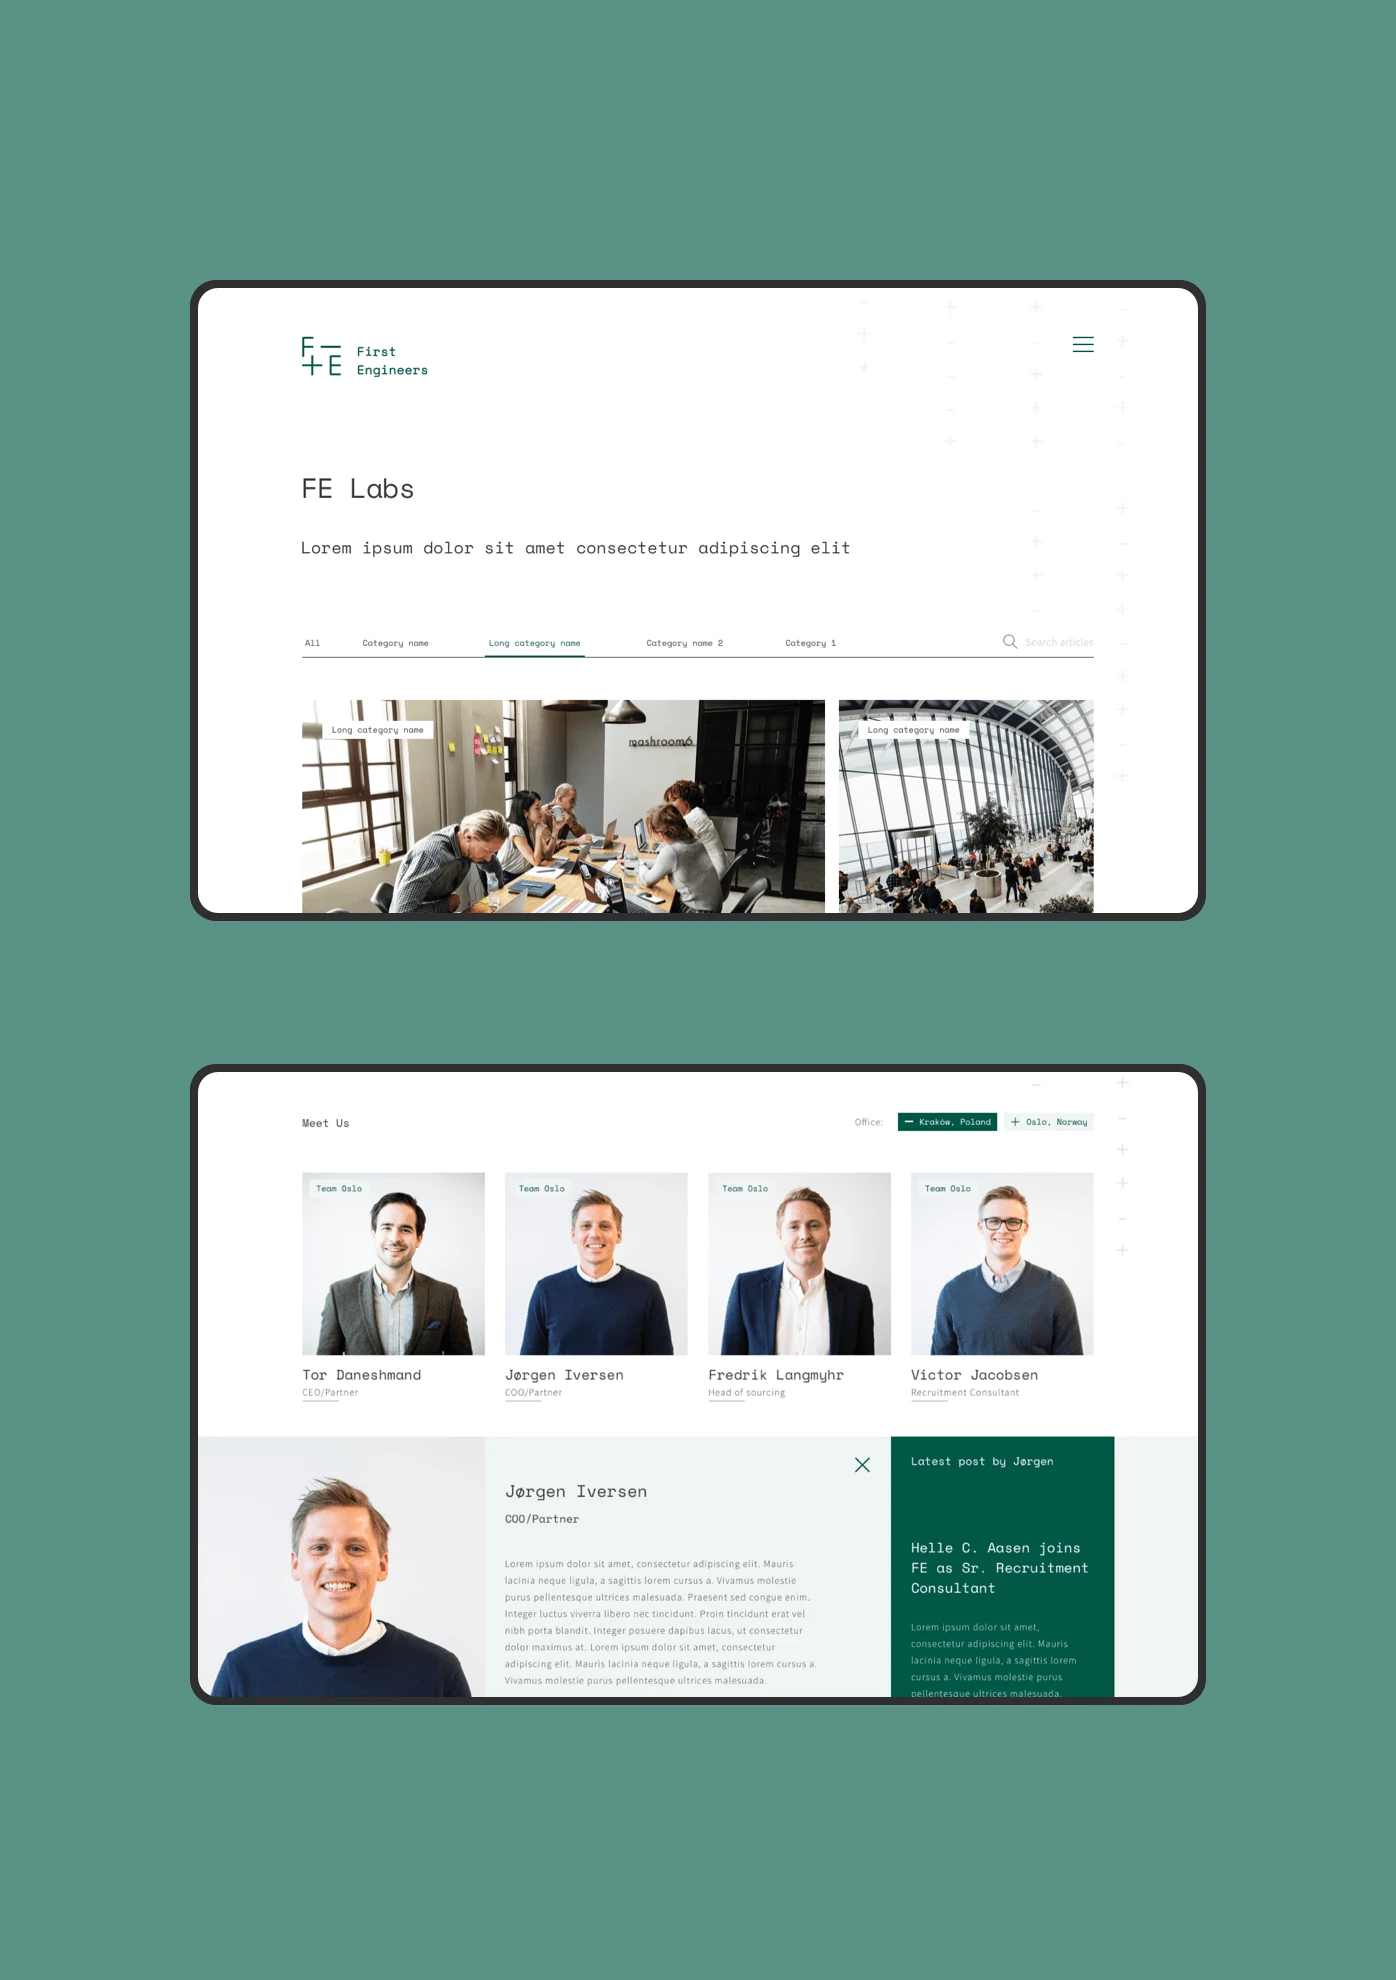 First
Engineers
FE Labs
Lorem ipsum dolor sit amet consectetur adipiscing elit
All Category name Long category name Category name 2 Category 1 Search articles
Long category name
mashroom6
Long category name
Meet Us
Office: Kraków, Poland Oslo, Norway
Team Oslo Team Oslo Team Oslo Team Oslo
Tor Daneshmand Jørgen Iversen Fredrik Langmyhr Victor Jacobsen
CEO/Partner COO/Partner Head of sourcing Recruitment Consultant
Jørgen Iversen
COO/Partner
Lorem ipsum dolor sit amet, consectetur adipiscing elit. Mauris
lacinia neque ligula, a sagittis lorem cursus a. Vivamus molestie
purus pellentesque ultrices malesuada. Praesent sed congue enim.
Integer luctus viverra libero nec tincidunt. Proin tincidunt erat vel
nibh porta blandit. Integer posuere dapibus lacus, ut consectetur
dolor maximus at. Lorem ipsum dolor sit amet, consectetur
adipiscing elit. Mauris lacinia neque ligula, a sagittis lorem cursus a.
Vivamus molestie purus pellentesque ultrices malesuada.
Latest post by Jørgen
Helle C. Aasen joins
FE as Sr. Recruitment
Consultant
Lorem ipsum dolor sit amet,
consectetur adipiscing elit. Mauris
lacinia neque ligula, a sagittis lorem
cursus a. Vivamus molestie purus
pellentesque ultrices malesuada.